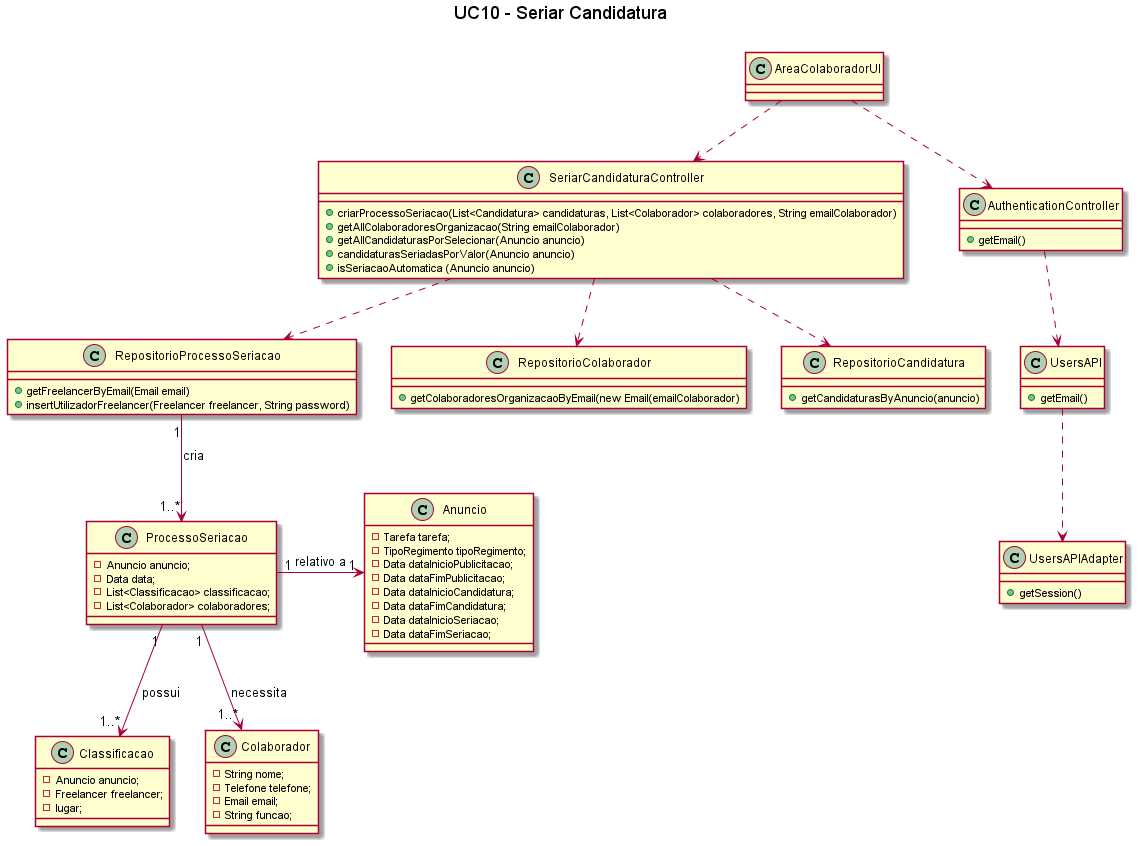 UC10 - Seriar Candidatura
C AreaColaboradorUI
C SeriarCandidaturaController
criarProcessoSeriacao(List<Candidatura> candidaturas, List<Colaborador> colaboradores, String emailColaborador)
getAllColaboradoresOrganizacao(String emailColaborador)
getAllCandidaturasPorSelecionar(Anuncio anuncio)
candidaturasSeriadasPorValor(Anuncio anuncio)
isSeriacaoAutomatica (Anuncio anuncio)
C AuthenticationController
getEmail()
C RepositorioProcessoSeriacao
getFreelancerByEmail(Email email)
insertUtilizadorFreelancer(Freelancer freelancer, String password)
C RepositorioColaborador
getColaboradoresOrganizacaoByEmail(new Email(emailColaborador)
C RepositorioCandidatura
getCandidaturasByAnuncio(anuncio)
C UsersAPI
getEmail()
1
cria
1..*
C ProcessoSeriacao
Anuncio anuncio;
Data data;
List<Classificacao> classificacao;
List<Colaborador> colaboradores;
1 relativo a 1
C Anuncio
Tarefa tarefa;
TipoRegimento tipoRegimento;
Data dataInicioPublicitacao;
Data dataFimPublicitacao;
Data dataInicioCandidatura;
Data dataFimCandidatura;
Data dataInicioSeriacao;
Data dataFimSeriacao;
C UsersAPIAdapter
getSession()
1 1
possui necessita
1..* 1..*
C Classificacao
Anuncio anuncio;
Freelancer freelancer;
lugar;
C Colaborador
String nome;
Telefone telefone;
Email email;
String funcao;